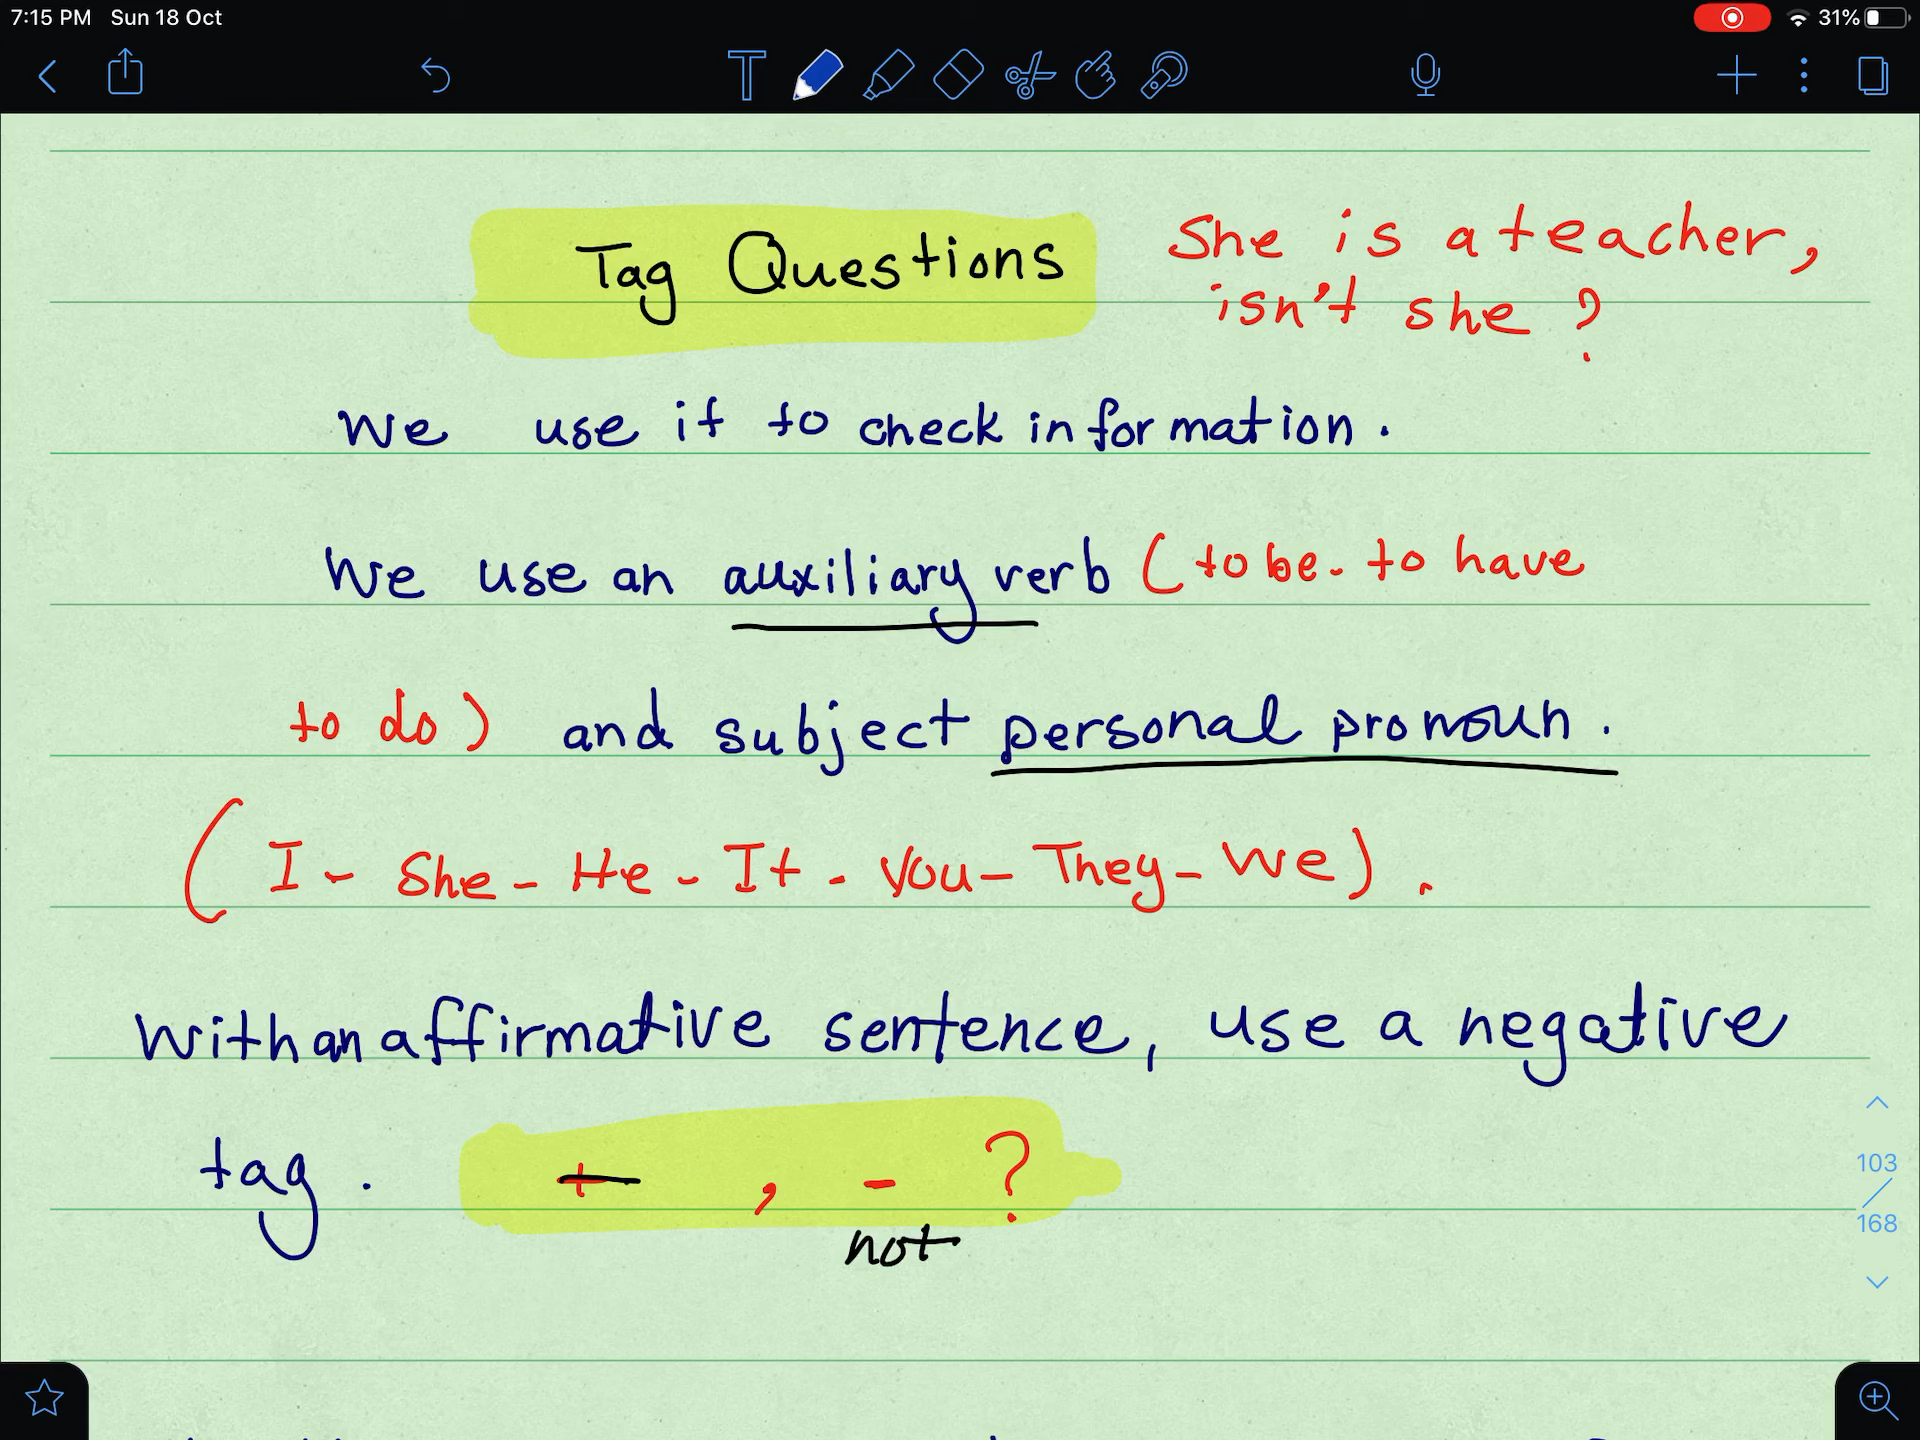 7:15 PM Sun 18 Oct 31%
Tag Questions
She is a teacher,
isn't she ?
We use it to check information.
We use an auxiliary verb (to be - to have
to do) and subject personal pronoun.
(I - She - He - It - You - They - We).
With an affirmative sentence, use a negative
tag. + , - ?
not
103
168